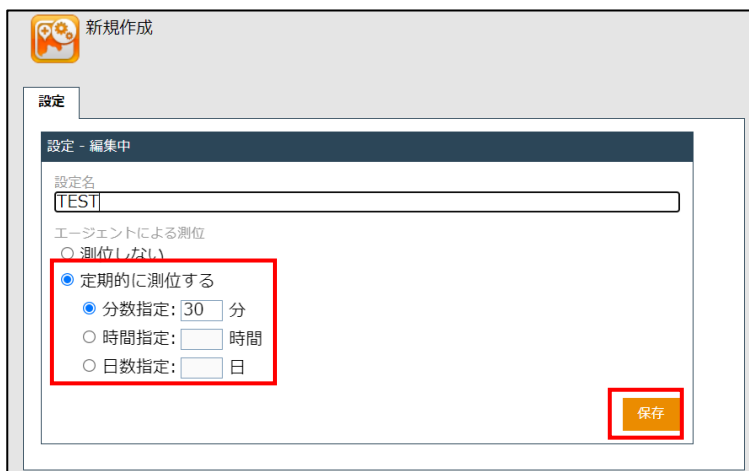 新規作成
設定
設定 - 編集中
設定名
TEST
エージェントによる測位
測位しない
定期的に測位する
分数指定: 30 分
時間指定: 時間
日数指定: 日
保存